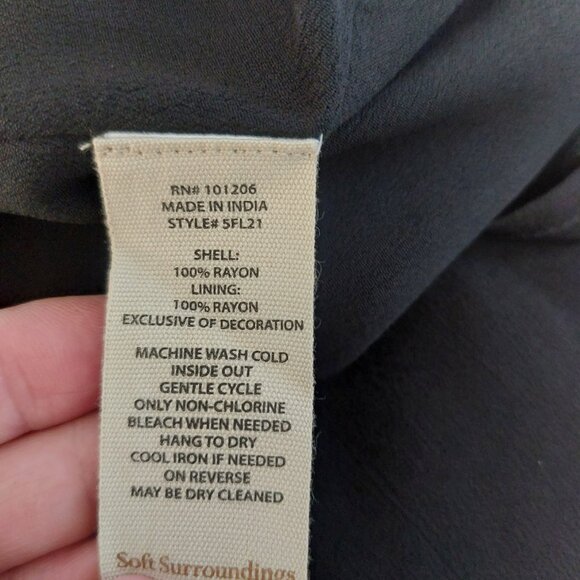 RN# 101206
MADE IN INDIA
STYLE# 5FL21
SHELL:
100% RAYON
LINING:
100% RAYON
EXCLUSIVE OF DECORATION
MACHINE WASH COLD
INSIDE OUT
GENTLE CYCLE
ONLY NON-CHLORINE
BLEACH WHEN NEEDED
HANG TO DRY
COOL IRON IF NEEDED
ON REVERSE
MAY BE DRY CLEANED
Soft Surroundings